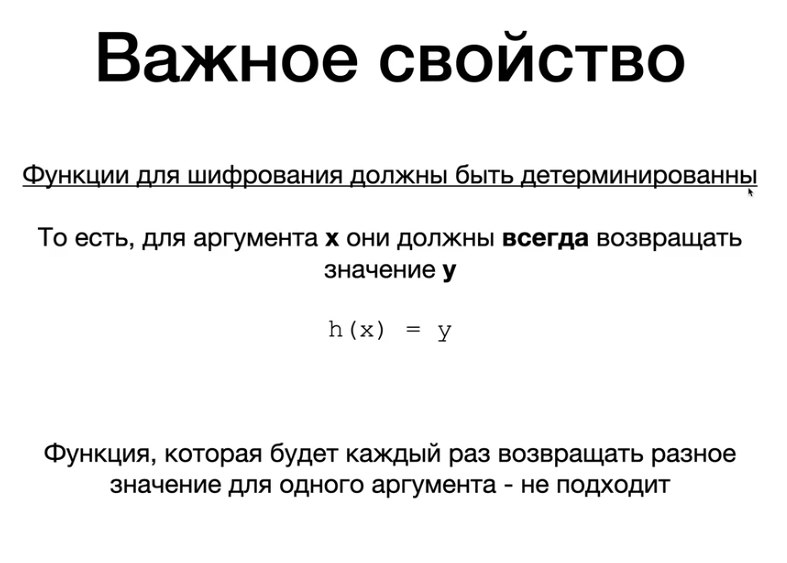 Важное свойство
Функции для шифрования должны быть детерминированны
То есть, для аргумента x они должны всегда возвращать
значение y
h(x) = y
Функция, которая будет каждый раз возвращать разное
значение для одного аргумента - не подходит